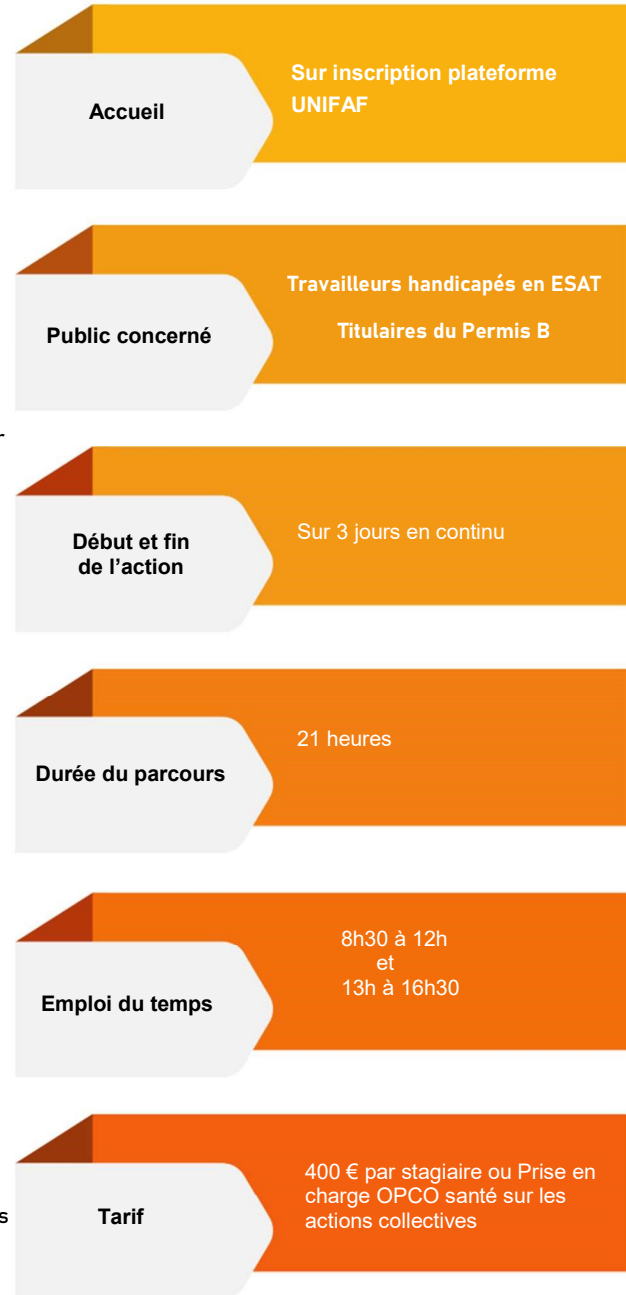 Sur inscription plateforme
UNIFAF
Accueil
Travailleurs handicapés en ESAT
Titulaires du Permis B
Public concerné
r
Sur 3 jours en continu
Début et fin
de l'action
21 heures
Durée du parcours
8h30 à 12h
et
13h à 16h30
Emploi du temps
400 € par stagiaire ou Prise en
charge OPCO santé sur les
actions collectives
s
Tarif